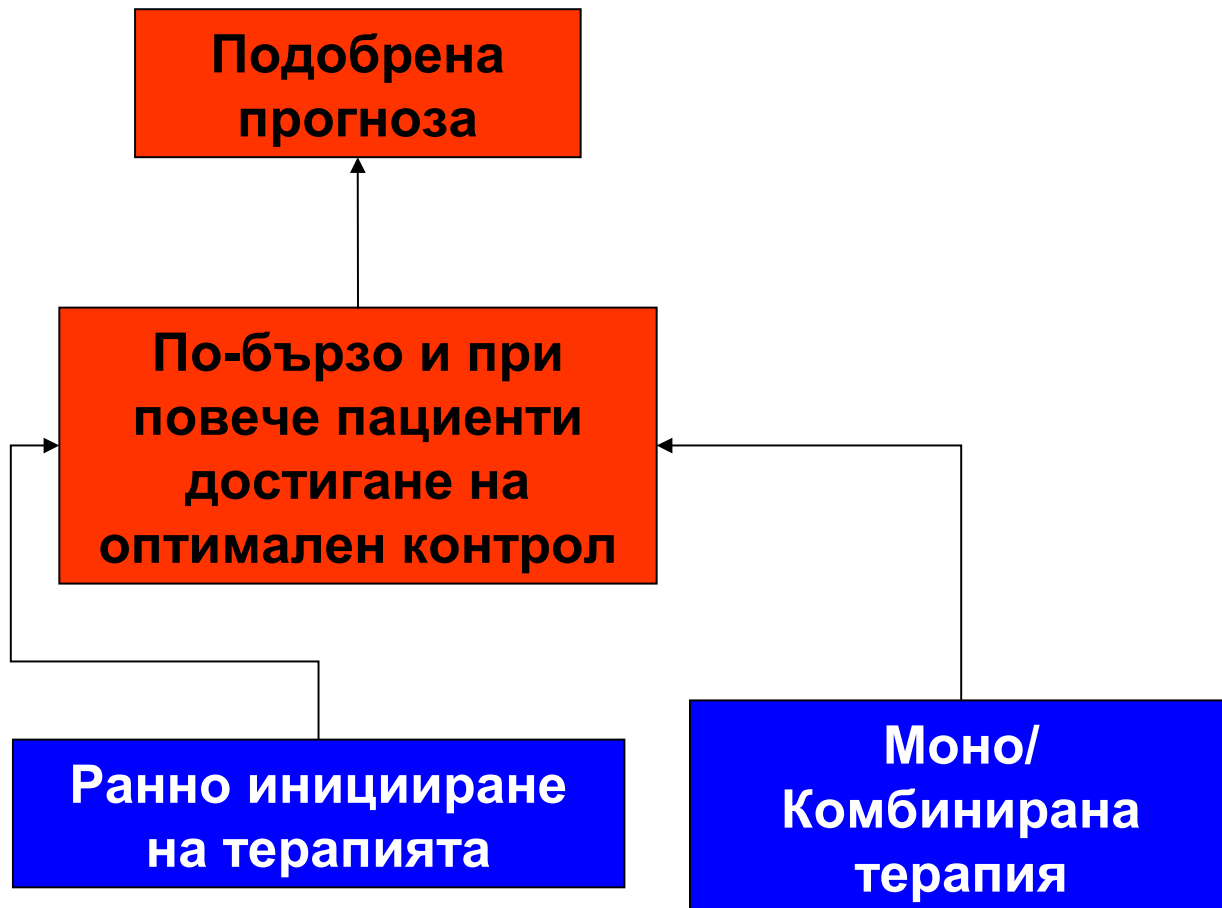 Подобрена
прогноза
По-бързо и при
повече пациенти
достигане на
оптимален контрол
Ранно иницииране
на терапията
Моно/
Комбинирана
терапия